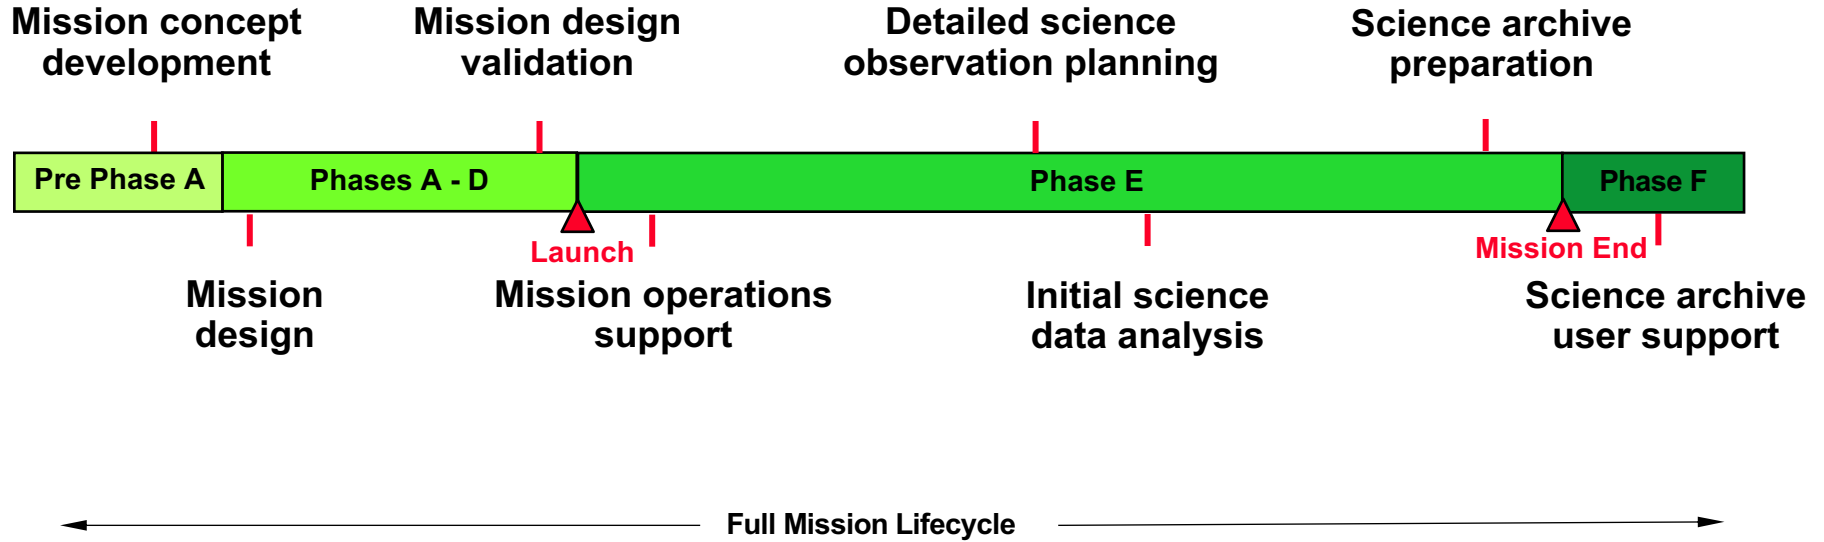 Mission concept
development
Mission design
validation
Detailed science
observation planning
Science archive
preparation
Pre Phase A
Phases A - D
Phase E
Phase F
Launch
Mission End
Mission
design
Mission operations
support
Initial science
data analysis
Science archive
user support
Full Mission Lifecycle